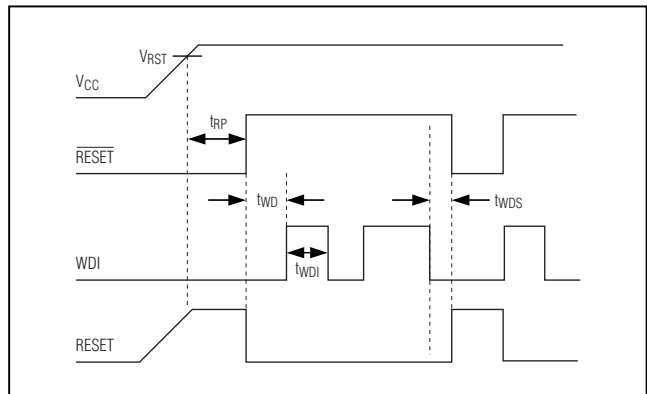 VRST
VCC
tRP
RESET
tWD
tWDS
WDI
tWDI
RESET